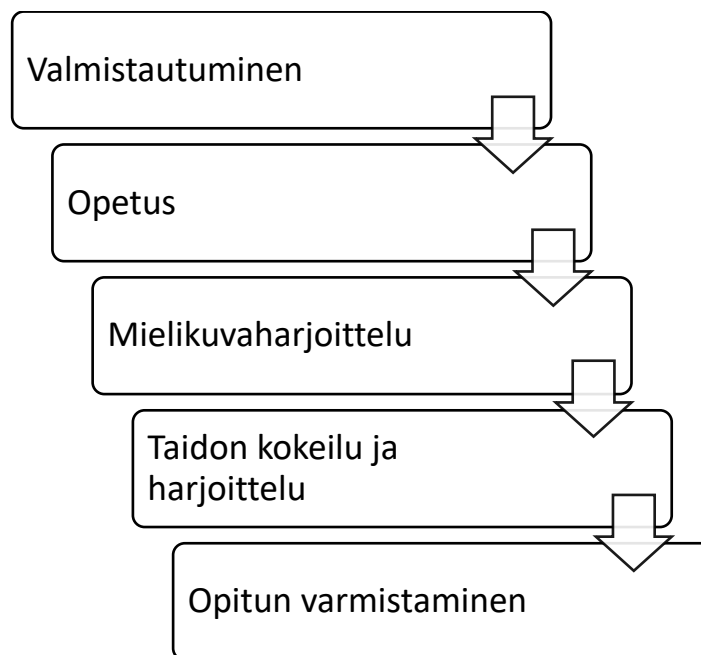 Valmistautuminen
Opetus
Mielikuvaharjoittelu
Taidon kokeilu ja
harjoittelu
Opitun varmistaminen